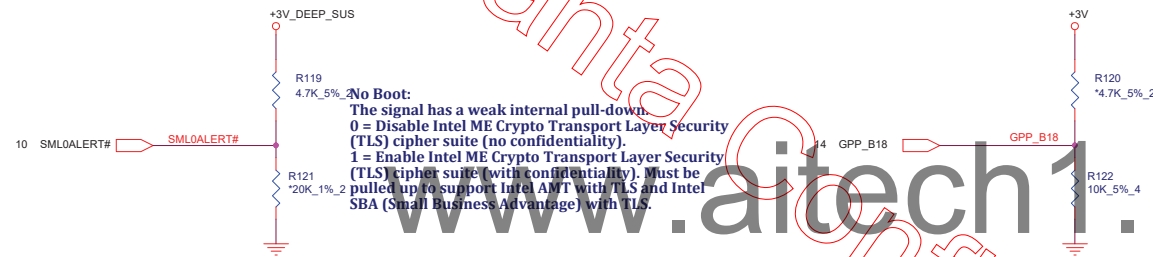 +3V_DEEP_SUS
+3V
R119
4.7K_5%_2
R120
*4.7K_5%_2
No Boot:
The signal has a weak internal pull-down.
0 = Disable Intel ME Crypto Transport Layer Security
(TLS) cipher suite (no confidentiality).
1 = Enable Intel ME Crypto Transport Layer Security
(TLS) cipher suite (with confidentiality). Must be
pulled up to support Intel AMT with TLS and Intel
SBA (Small Business Advantage) with TLS.
10 SML0ALERT#
SML0ALERT#
14 GPP_B18
GPP_B18
R121
*20K_1%_2
R122
10K_5%_4
www.aitech1.